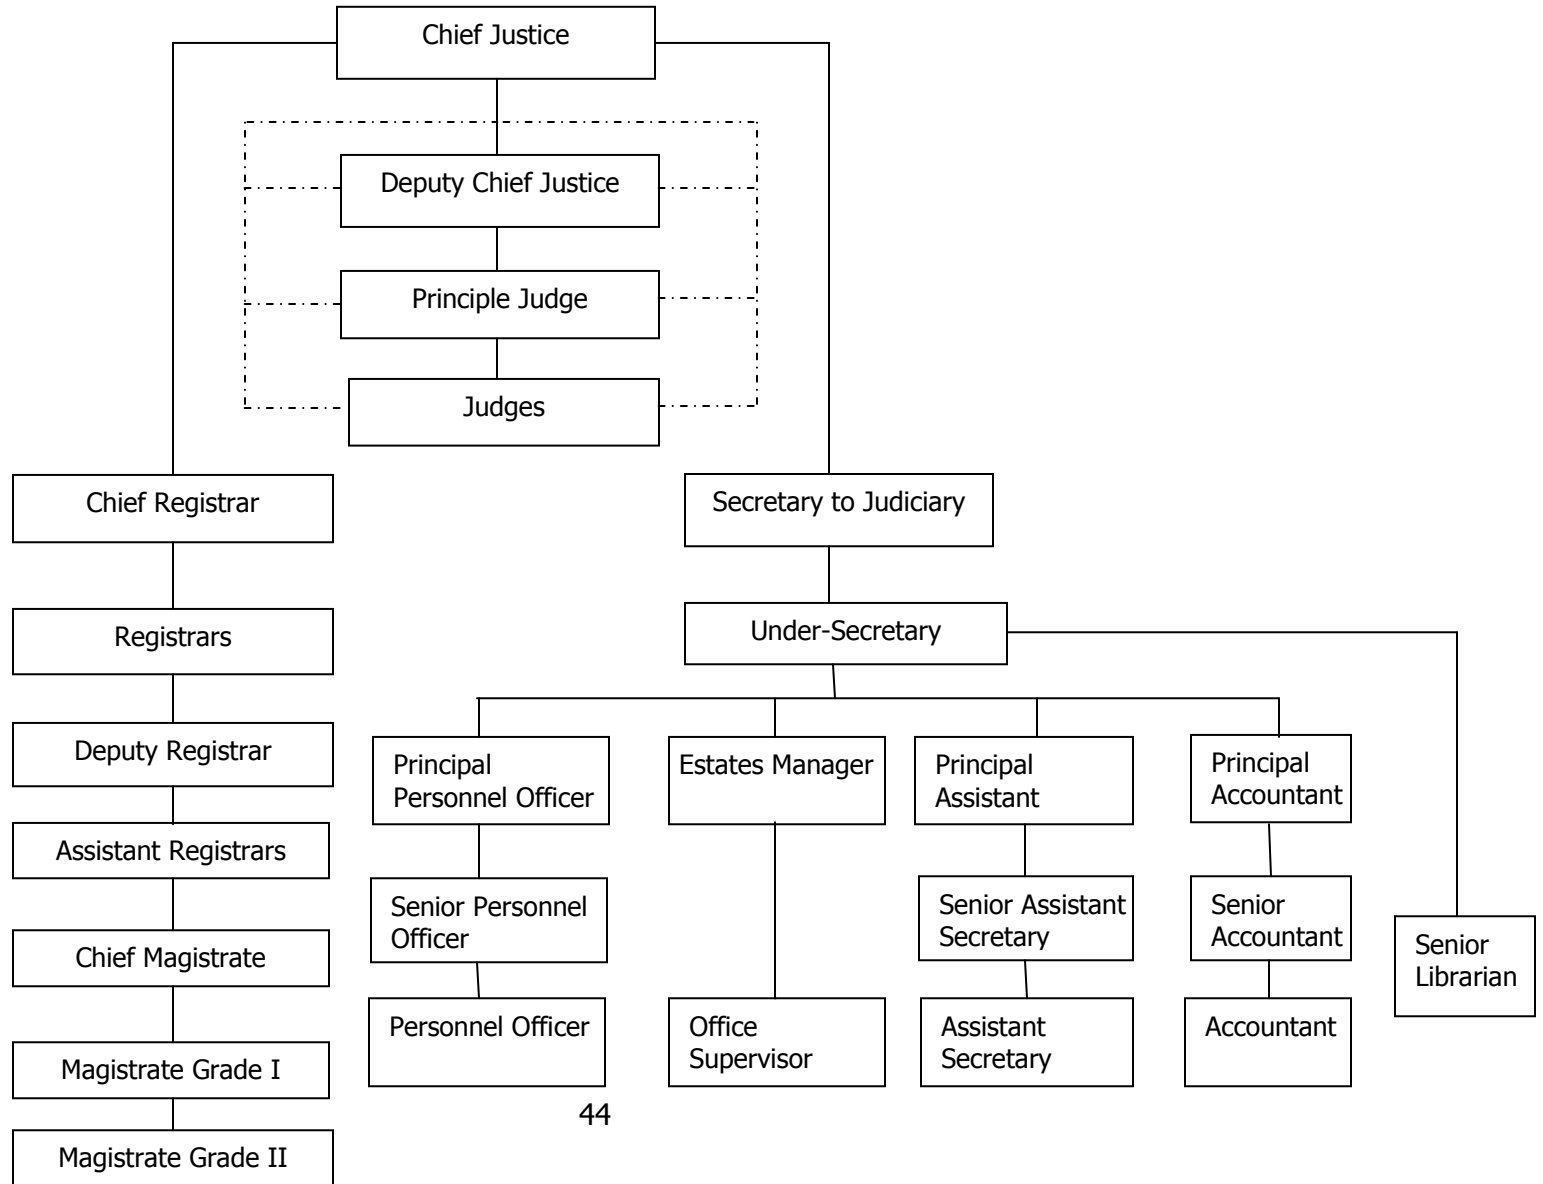 Chief Justice
Deputy Chief Justice
Principle Judge
Judges
Chief Registrar
Secretary to Judiciary
Registrars
Under-Secretary
Deputy Registrar
Principal
Personnel Officer
Estates Manager
Principal
Assistant
Principal
Accountant
Assistant Registrars
Senior Personnel
Officer
Senior Assistant
Secretary
Senior
Accountant
Senior
Librarian
Chief Magistrate
Personnel Officer
Office
Supervisor
Assistant
Secretary
Accountant
Magistrate Grade I
44
Magistrate Grade II